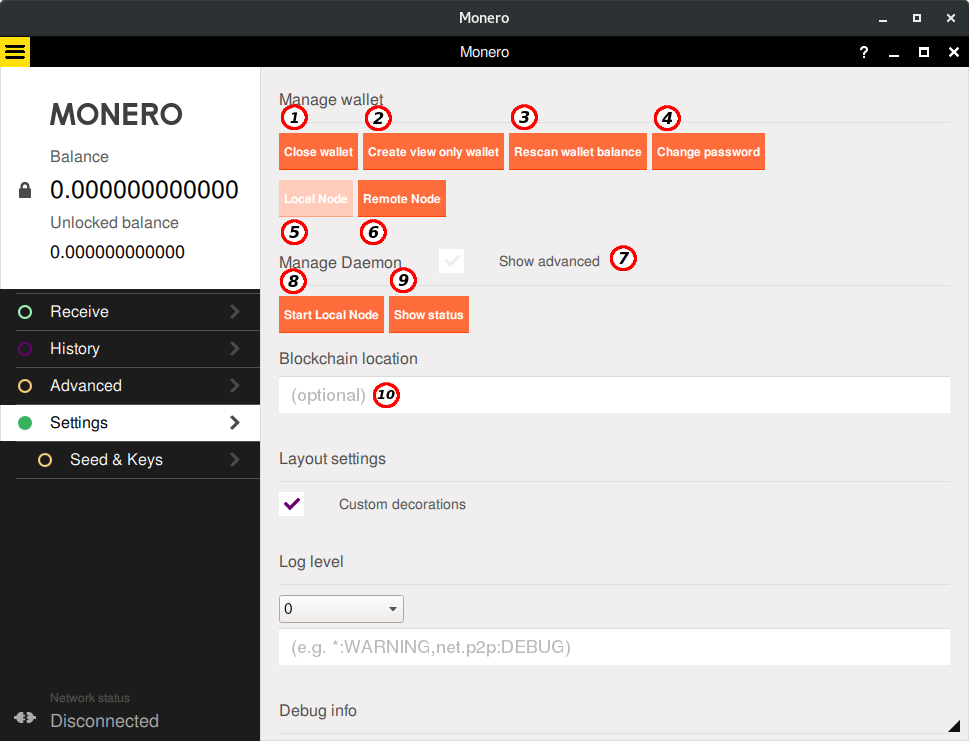 Monero
Monero
?
MONERO
Balance
0.000000000000
Unlocked balance
0.000000000000
Receive
History
Advanced
Settings
Seed & Keys
Network status
Disconnected
Manage wallet
1 2 3 4
Close wallet Create view only wallet Rescan wallet balance Change password
Local Node Remote Node
5 6
Manage Daemon Show advanced 7
8 9
Start Local Node Show status
Blockchain location
(optional) 10
Layout settings
Custom decorations
Log level
0
(e.g. *:WARNING,net.p2p:DEBUG)
Debug info